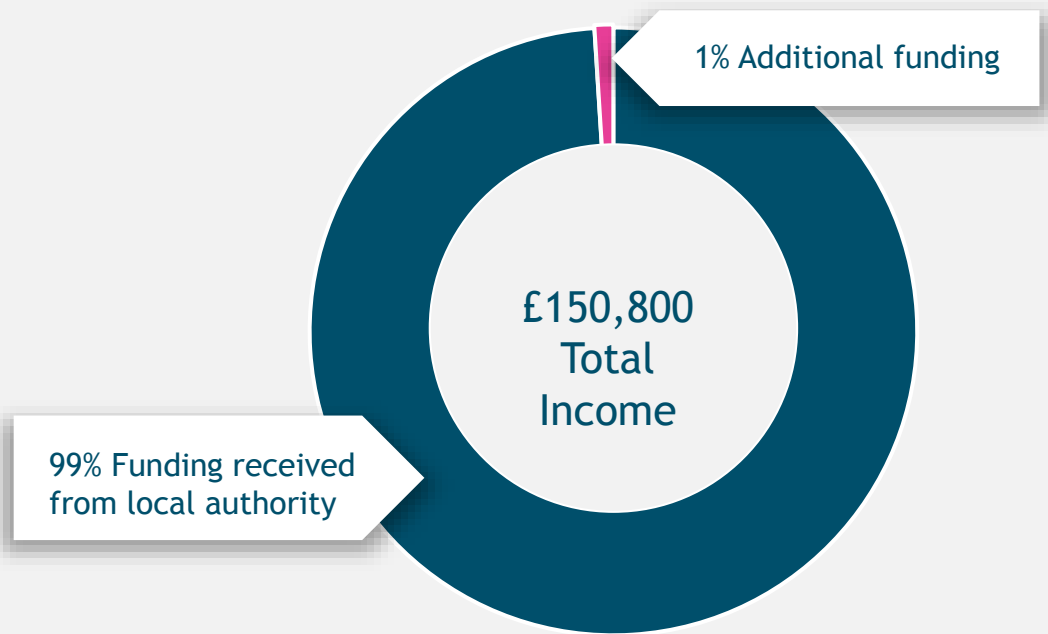 1% Additional funding
£150,800
Total
Income
99% Funding received
from local authority